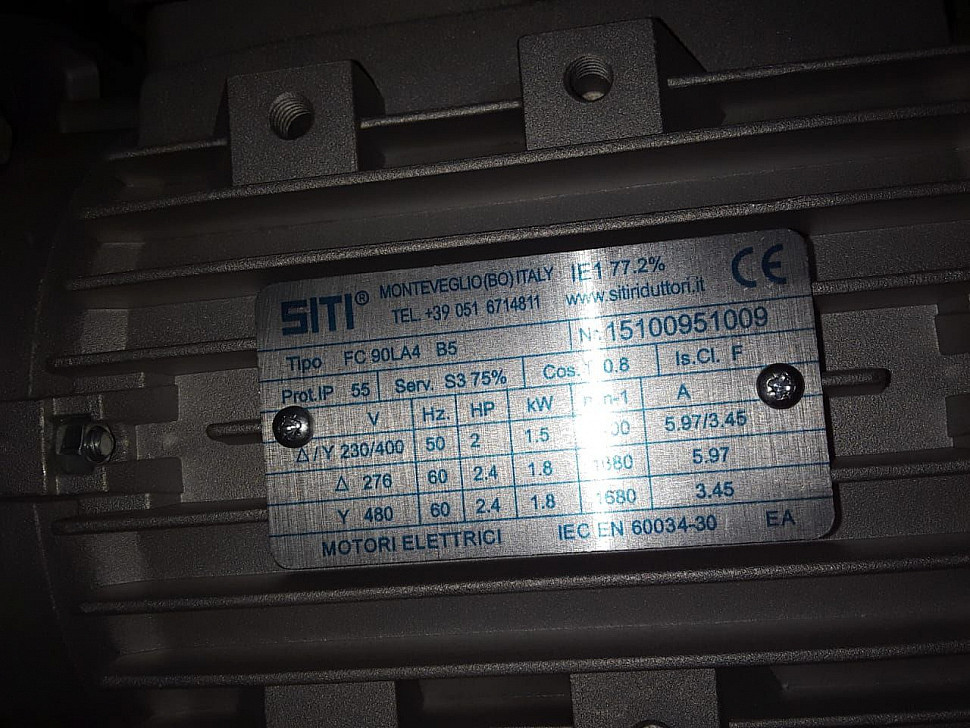 SITI® MONTEVEGLIO(BO)ITALY IE1 77.2% CE
TEL. +39 051 6714811 www.sitiriduttori.it
Tipo FC 90LA4 B5 N. 15100951009
Prot.IP 55 Serv. S3 75% Cos. 0.8 Is.Cl. F
V Hz. HP kW A
Δ/Y 230/400 50 2 1.5 5.97/3.45
Δ 276 60 2.4 1.8 1680 5.97
Y 480 60 2.4 1.8 1680 3.45
MOTORI ELETTRICI IEC EN 60034-30 EA